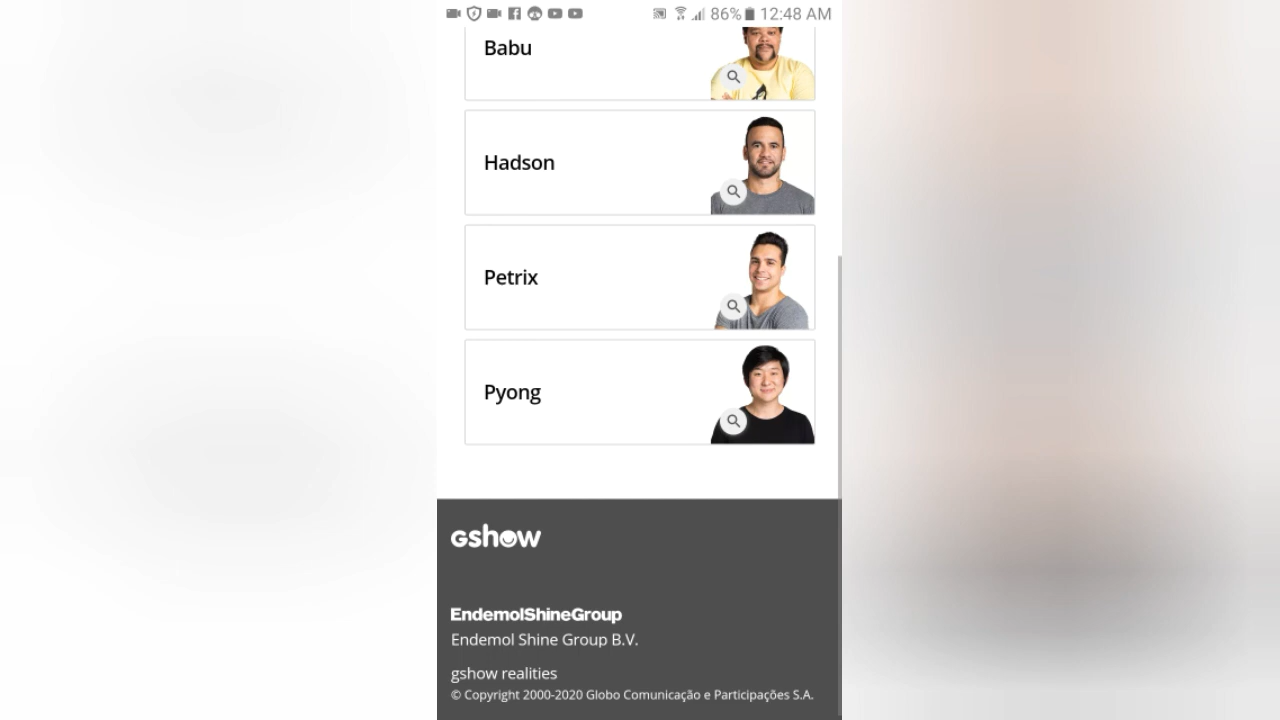 86% 12:48 AM
Babu
Hadson
Petrix
Pyong
gshow
EndemolShineGroup
Endemol Shine Group B.V.
gshow realities
© Copyright 2000-2020 Globo Comunicação e Participações S.A.